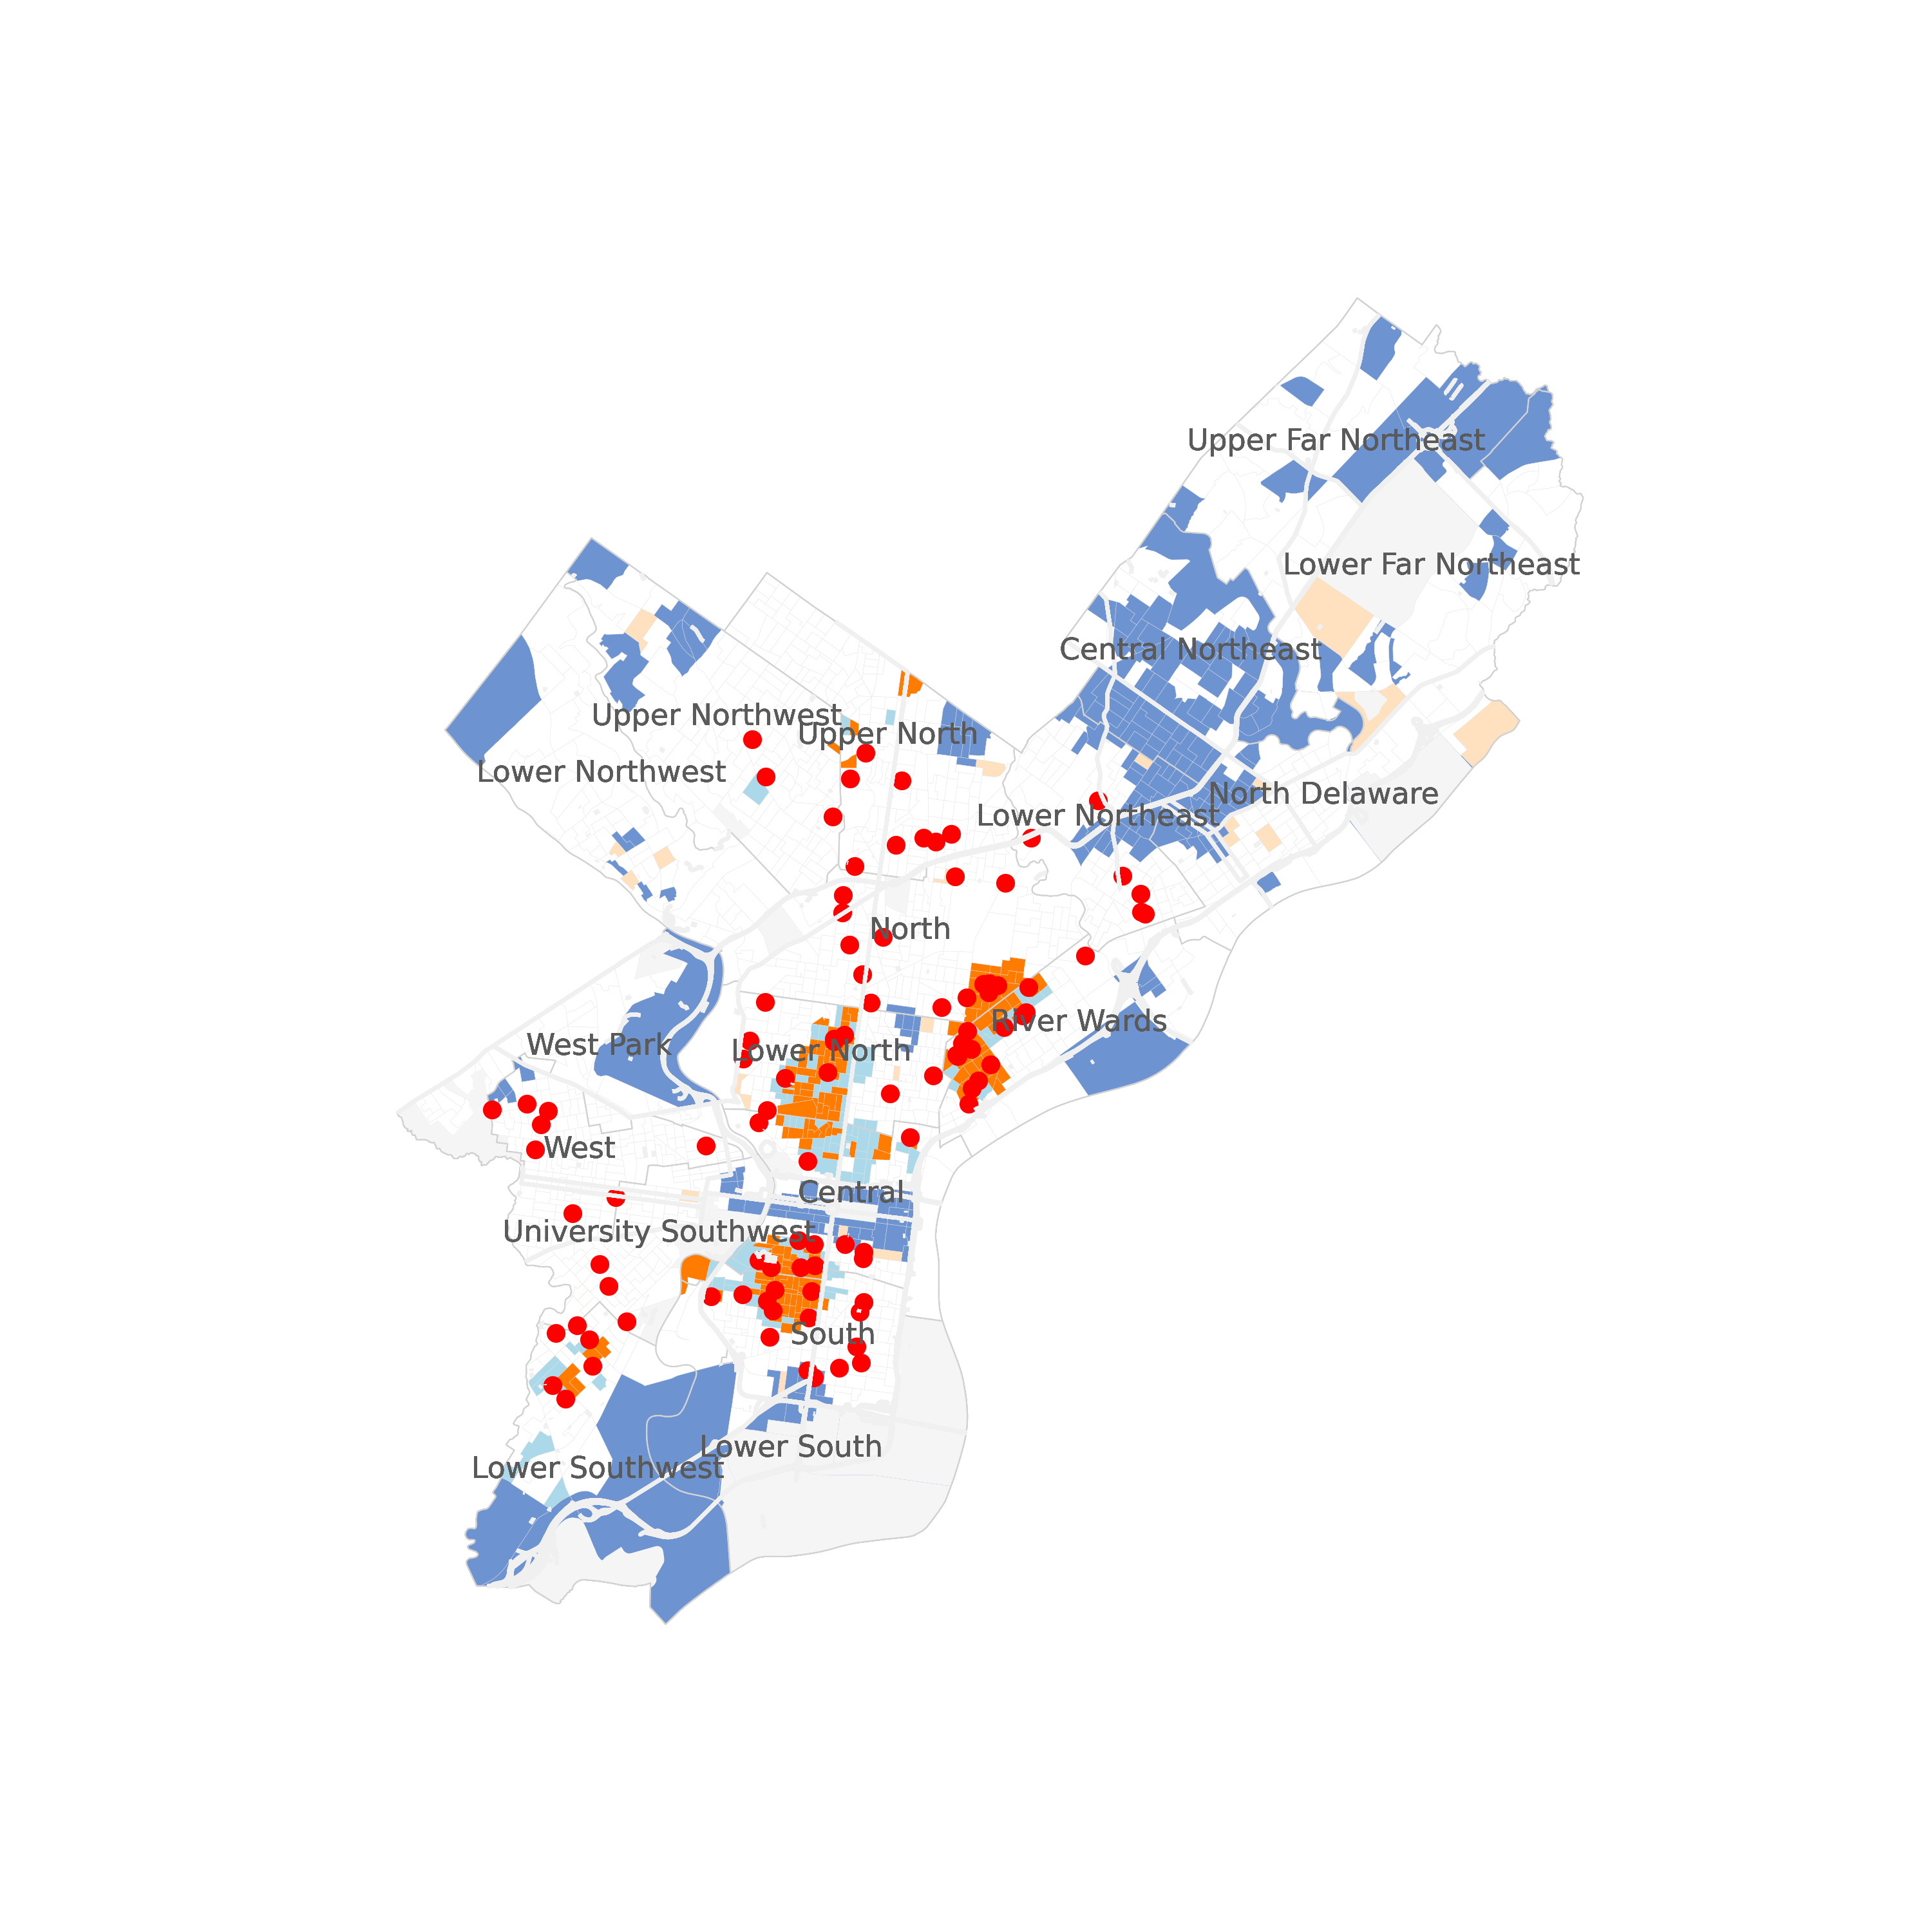 Upper Far Northeast
Lower Far Northeast
Central Northeast
Upper Northwest
Upper North
Lower Northwest
North Delaware
Lower Northeast
North
River Wards
West Park
Lower North
West
Central
University Southwest
South
Lower South
Lower Southwest